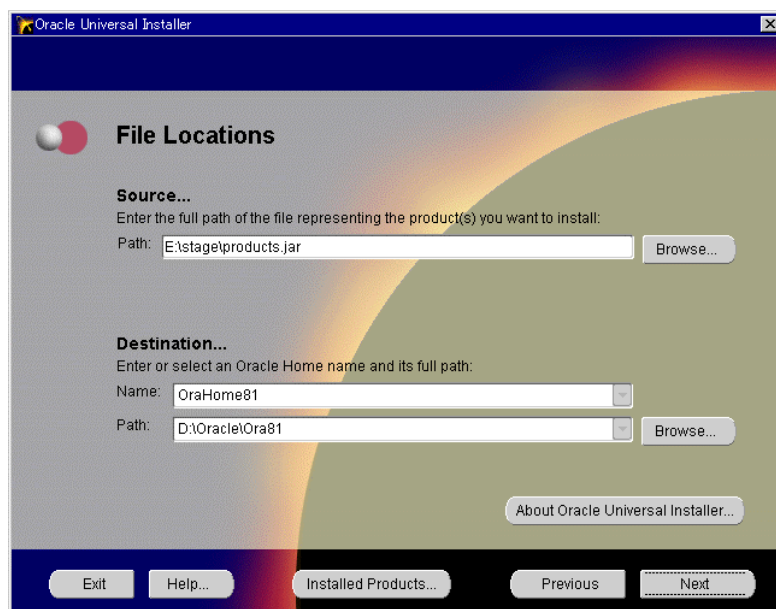 Oracle Universal Installer
File Locations
Source...
Enter the full path of the file representing the product(s) you want to install:
Path: E:\stage\products.jar Browse...
Destination...
Enter or select an Oracle Home name and its full path:
Name: OraHome81
Path: D:\Oracle\Ora81 Browse...
About Oracle Universal Installer...
Exit Help... Installed Products... Previous Next